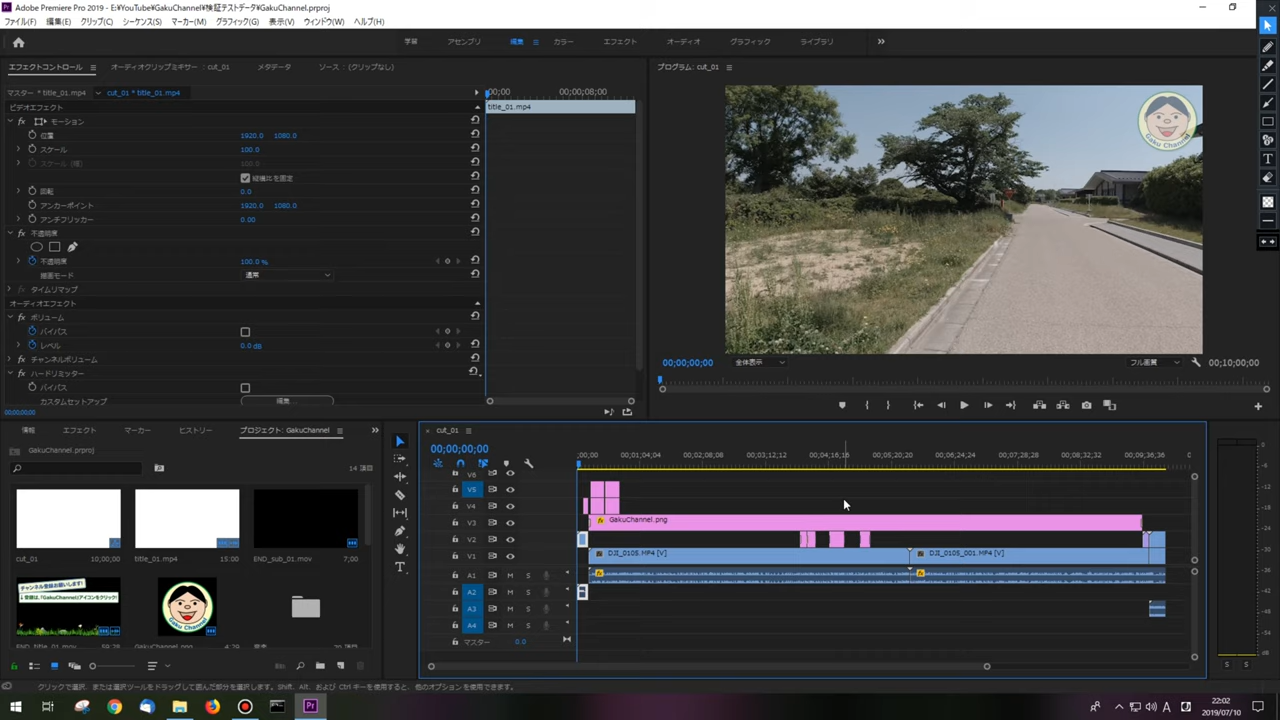 Adobe Premiere Pro 2019 - E:¥YouTube¥GakuChannel¥検証テストデータ¥GakuChannel.prproj
ファイル(F) 編集(E) クリップ(C) シーケンス(S) マーカー(M) グラフィック(G) 表示(V) ウィンドウ(W) ヘルプ(H)
学習 アセンブリ 編集 カラー エフェクト オーディオ グラフィック ライブラリ
エフェクトコントロール オーディオクリップミキサー : cut_01 メタデータ ソース : (クリップなし)
プログラム: cut_01
マスター * title_01.mp4 cut_01 * title_01.mp4
;00;00 00;00;08;00
title_01.mp4
ビデオエフェクト
fx モーション
位置 1920.0 1080.0
スケール 100.0
スケール (幅) 100.0
縦横比を固定
回転 0.0
アンカーポイント 1920.0 1080.0
アンチフリッカー 0.00
fx 不透明度
不透明度 100.0 %
描画モード 通常
タイムリマップ
オーディオエフェクト
fx ボリューム
バイパス
レベル 0.0 dB
fx チャンネルボリューム
fx ハードリミッター
バイパス
カスタムセットアップ 編集...
00;00;00;00
Gaku Channel
00;00;00;00 全体表示 フル画質 00;10;00;00
情報 エフェクト マーカー ヒストリー プロジェクト: GakuChannel
GakuChannel.prproj
14 項目
cut_01 10;00;00
title_01.mp4 15:00
END_sub_01.mov 7;00
チャンネル登録お願いします!
END_title_01.mov 59:28
GakuChannel.png 4;29
cut_01
00;00;00;00
;00;00 00;01;04;04 00;02;08;08 00;03;12;12 00;04;16;16 00;05;20;20 00;06;24;24 00;07;28;28 00;08;32;32 00;09;36;36
V6
V5
V4
V3 fx GakuChannel.png
V2
V1 DJI_0105.MP4 [V] DJI_0105_001.MP4 [V]
A1 M S
A2 M S
A3 M S
A4 M S
マスター 0.0
S S
クリックで選択、または選択ツールをドラッグして囲んだ部分を選択します。Shift、Alt、および Ctrl キーを使用すると、他のオプションを使用できます。
22:02
2019/07/10